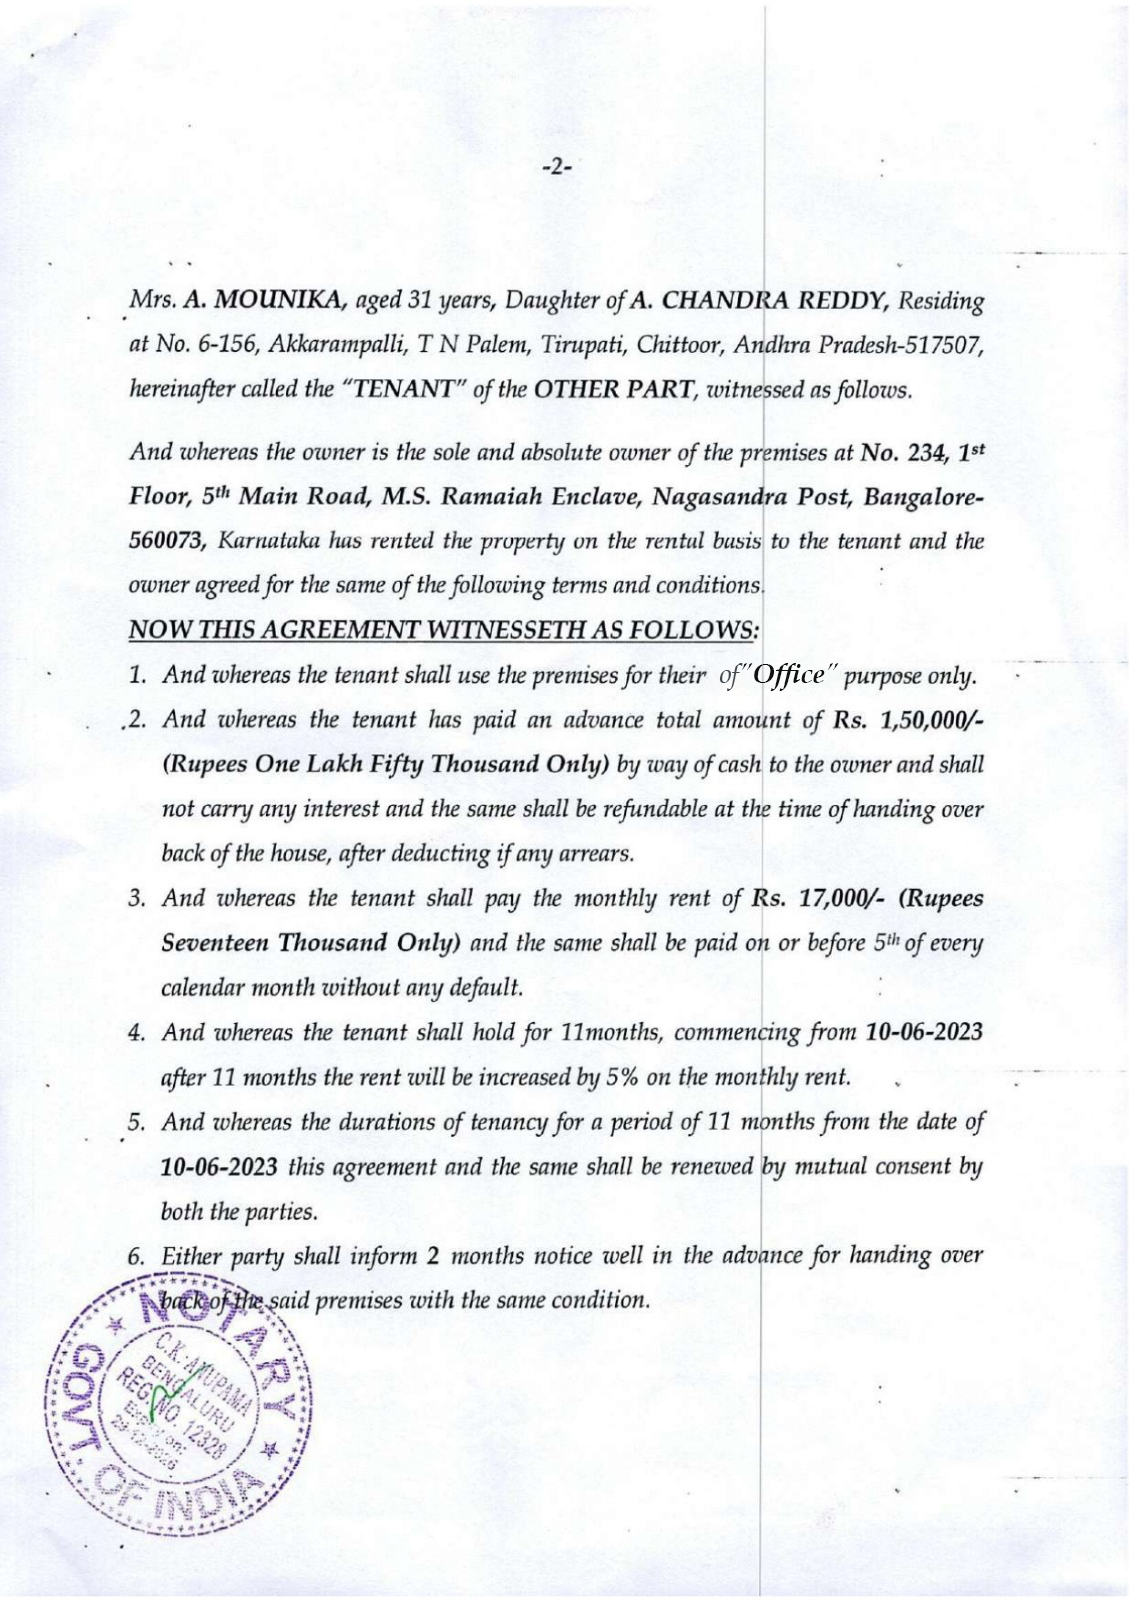 -2-
Mrs. A. MOUNIKA, aged 31 years, Daughter of A. CHANDRA REDDY, Residing
at No. 6-156, Akkarampalli, T N Palem, Tirupati, Chittoor, Andhra Pradesh-517507,
hereinafter called the “TENANT” of the OTHER PART, witnessed as follows.
And whereas the owner is the sole and absolute owner of the premises at No. 234, 1st
Floor, 5th Main Road, M.S. Ramaiah Enclave, Nagasandra Post, Bangalore-
560073, Karnataka has rented the property on the rental basis to the tenant and the
owner agreed for the same of the following terms and conditions.
NOW THIS AGREEMENT WITNESSETH AS FOLLOWS:
1. And whereas the tenant shall use the premises for their of"Office" purpose only.
2. And whereas the tenant has paid an advance total amount of Rs. 1,50,000/-
(Rupees One Lakh Fifty Thousand Only) by way of cash to the owner and shall
not carry any interest and the same shall be refundable at the time of handing over
back of the house, after deducting if any arrears.
3. And whereas the tenant shall pay the monthly rent of Rs. 17,000/- (Rupees
Seventeen Thousand Only) and the same shall be paid on or before 5th of every
calendar month without any default.
4. And whereas the tenant shall hold for 11months, commencing from 10-06-2023
after 11 months the rent will be increased by 5% on the monthly rent.
5. And whereas the durations of tenancy for a period of 11 months from the date of
10-06-2023 this agreement and the same shall be renewed by mutual consent by
both the parties.
6. Either party shall inform 2 months notice well in the advance for handing over
back of the said premises with the same condition.
NOTARY
GOVT. OF INDIA
C.K. ANUPAMA
BENGALURU
REG. NO. 12328